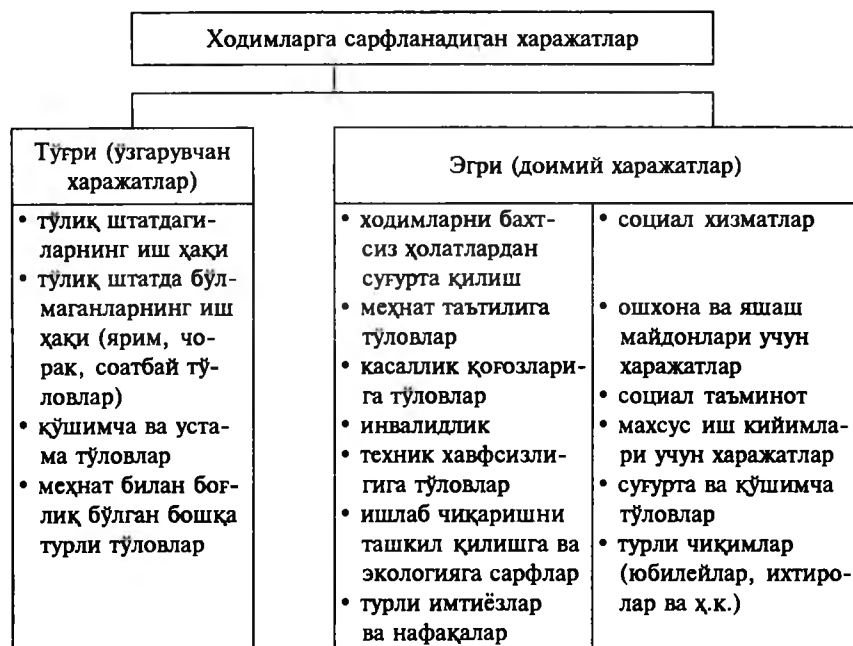 Ходимларга сарфланадиган харажатлар
Тўғри (ўзгарувчан
харажатлар)
• тўлиқ штатдаги-
ларнинг иш ҳақи
• тўлиқ штатда бўл-
маганларнинг иш
ҳақи (ярим, чо-
рак, соатбай тў-
ловлар)
• қўшимча ва уста-
ма тўловлар
• меҳнат билан боғ-
лиқ бўлган бошқа
турли тўловлар
Эгри (доимий харажатлар)
• ходимларни бахт-
сиз ҳолатлардан
суғурта қилиш
• меҳнат таътилига
тўловлар
• касаллик қоғозлари-
га тўловлар
• инвалидлик
• техник хавфсизли-
гига тўловлар
• ишлаб чиқаришни
ташкил қилишга ва
экологияга сарфлар
• турли имтиёзлар
ва нафақалар
• социал хизматлар
• ошхона ва яшаш
майдонлари учун
харажатлар
• социал таъминот
• махсус иш кийимла-
ри учун харажатлар
• суғурта ва қўшимча
тўловлар
• турли чиқимлар
(юбилейлар, ихтиро-
лар ва ҳ.к.)